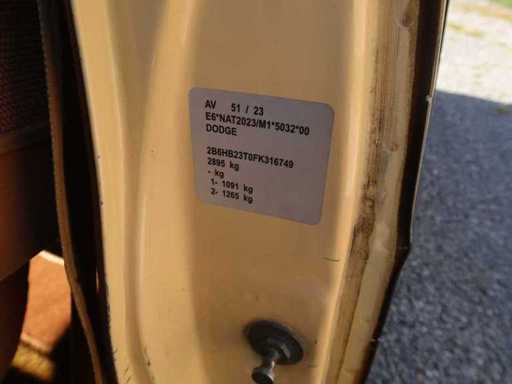 AV 51 / 23
E6*NAT2023/M1*5032*00
DODGE
2B6HB23T0FK316749
2895 kg
- kg
1- 1091 kg
2- 1265 kg